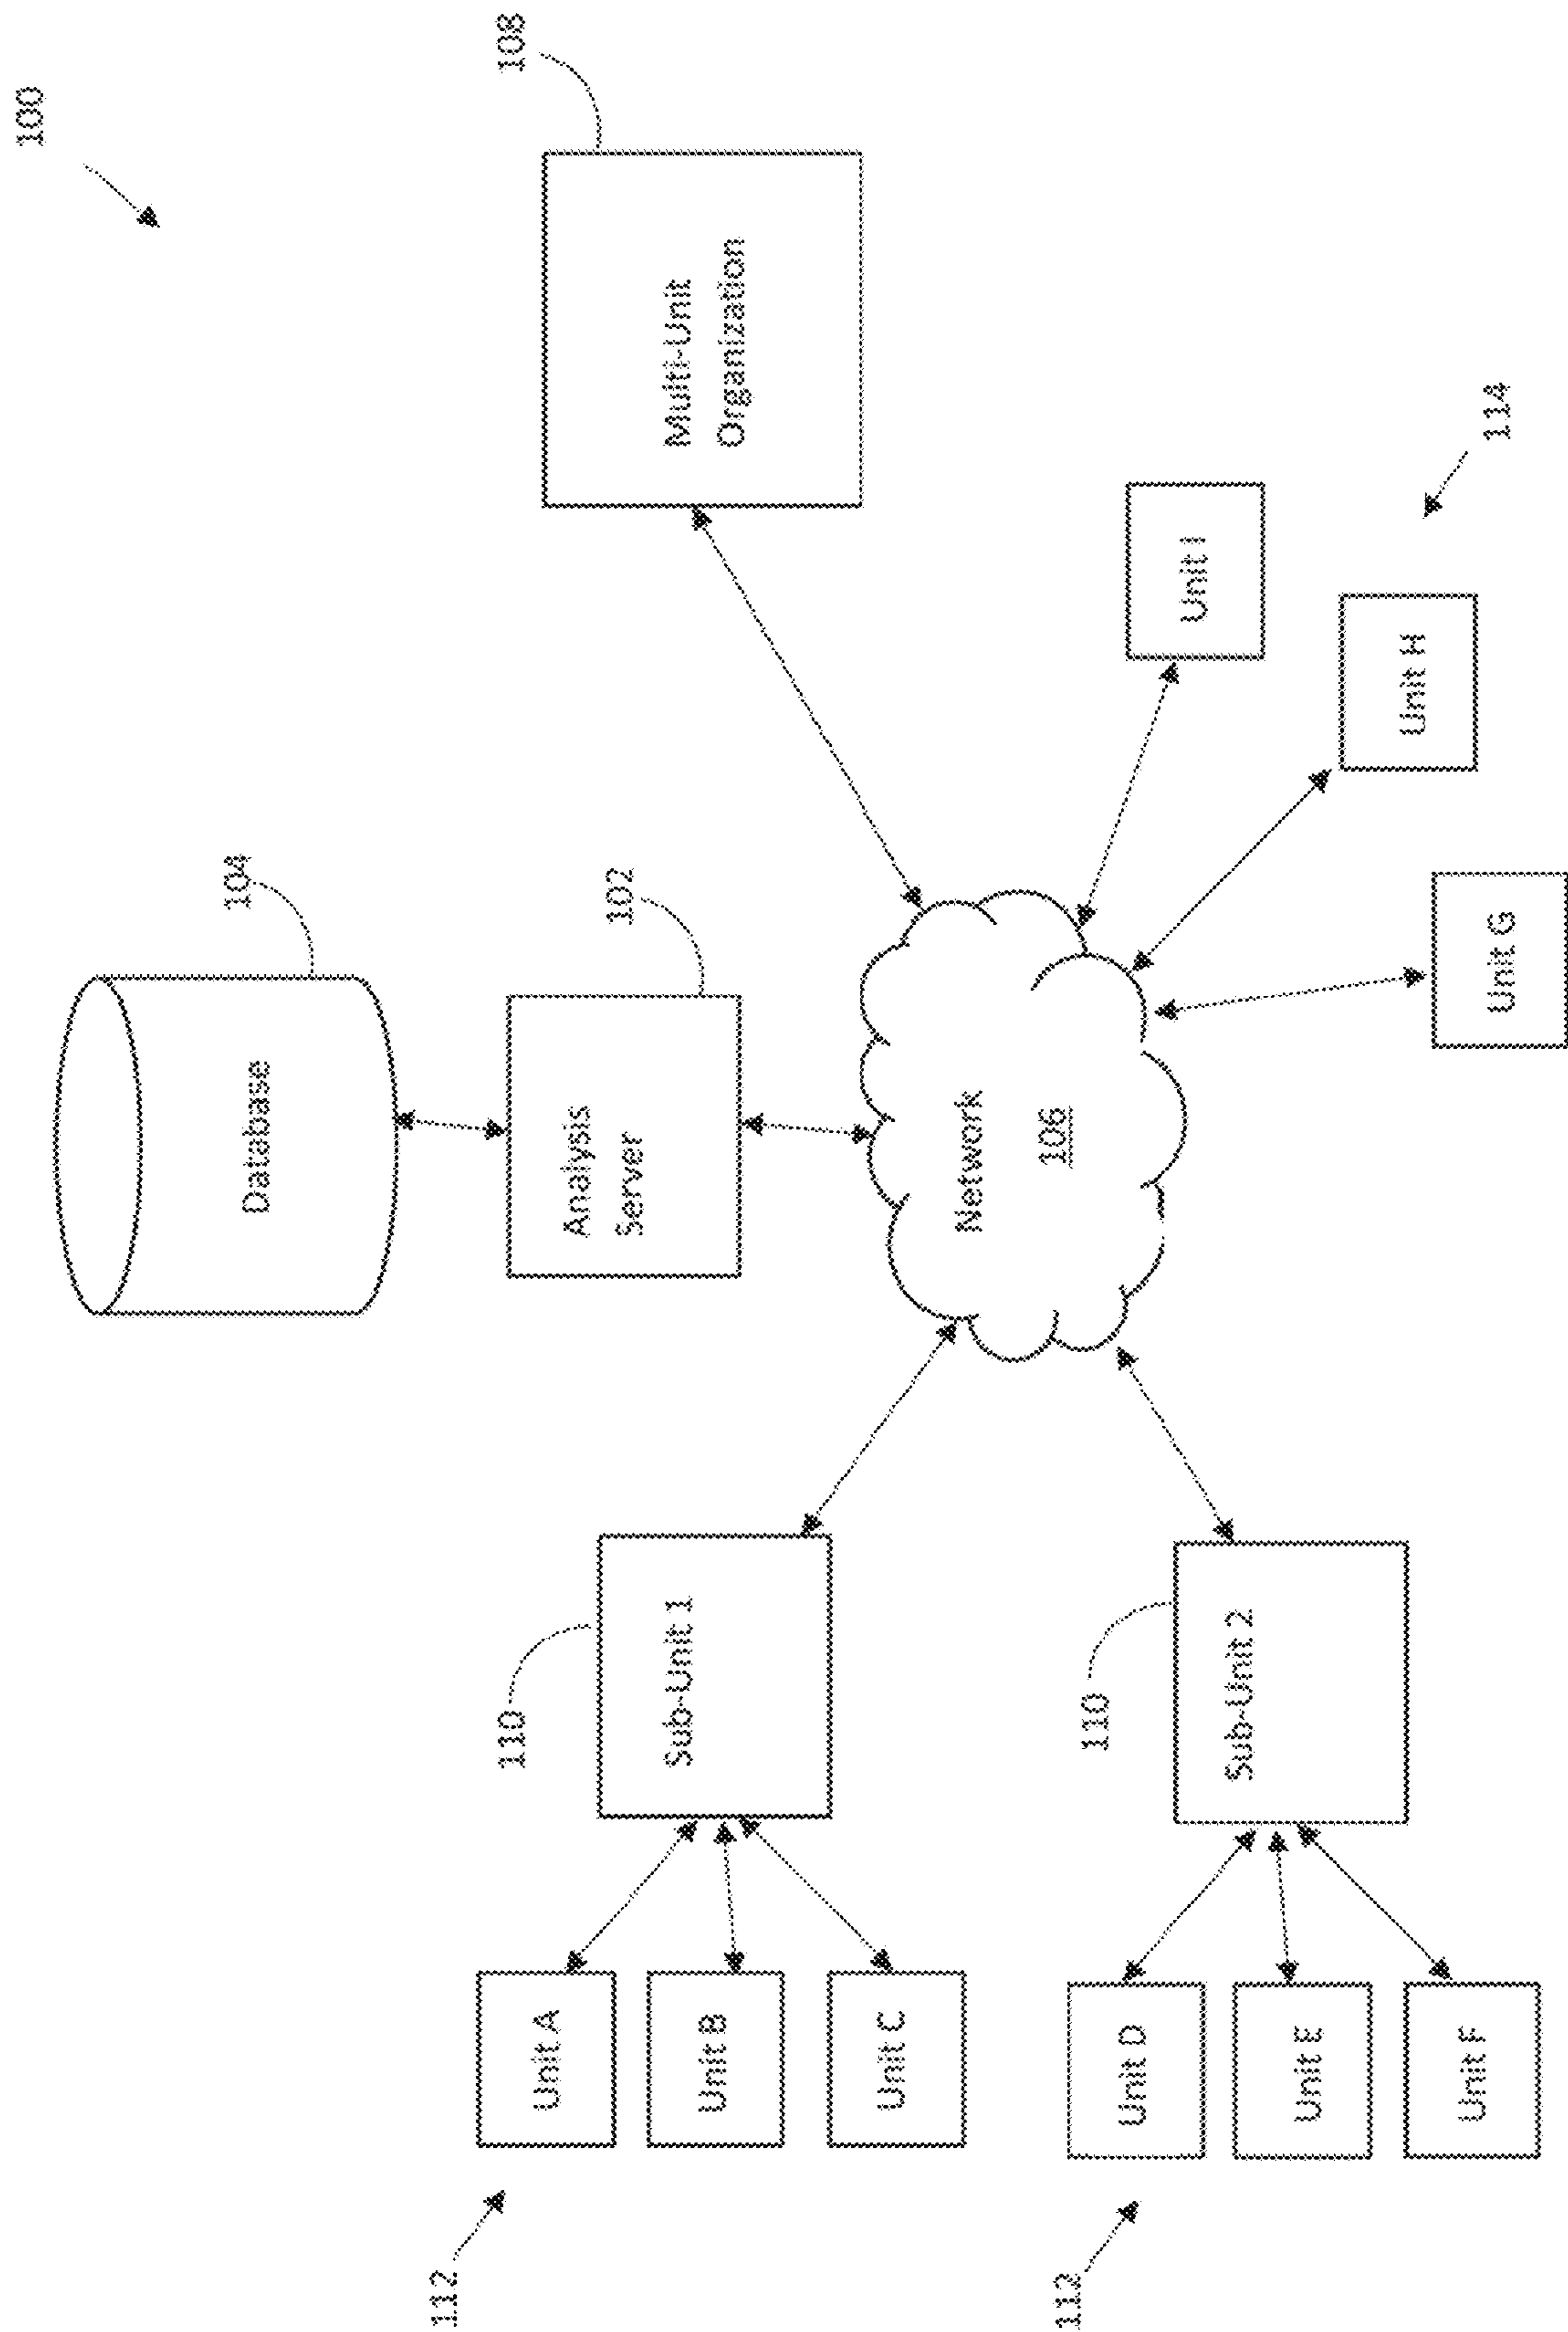 100
104
Database
112
110
108
Unit A
Analysis
Server
102
Sub-Unit 1
Multi-Unit
Organization
Unit B
Unit C
Network
106
112
110
Unit D
Unit I
Sub-Unit 2
Unit E
Unit H
114
Unit F
Unit G